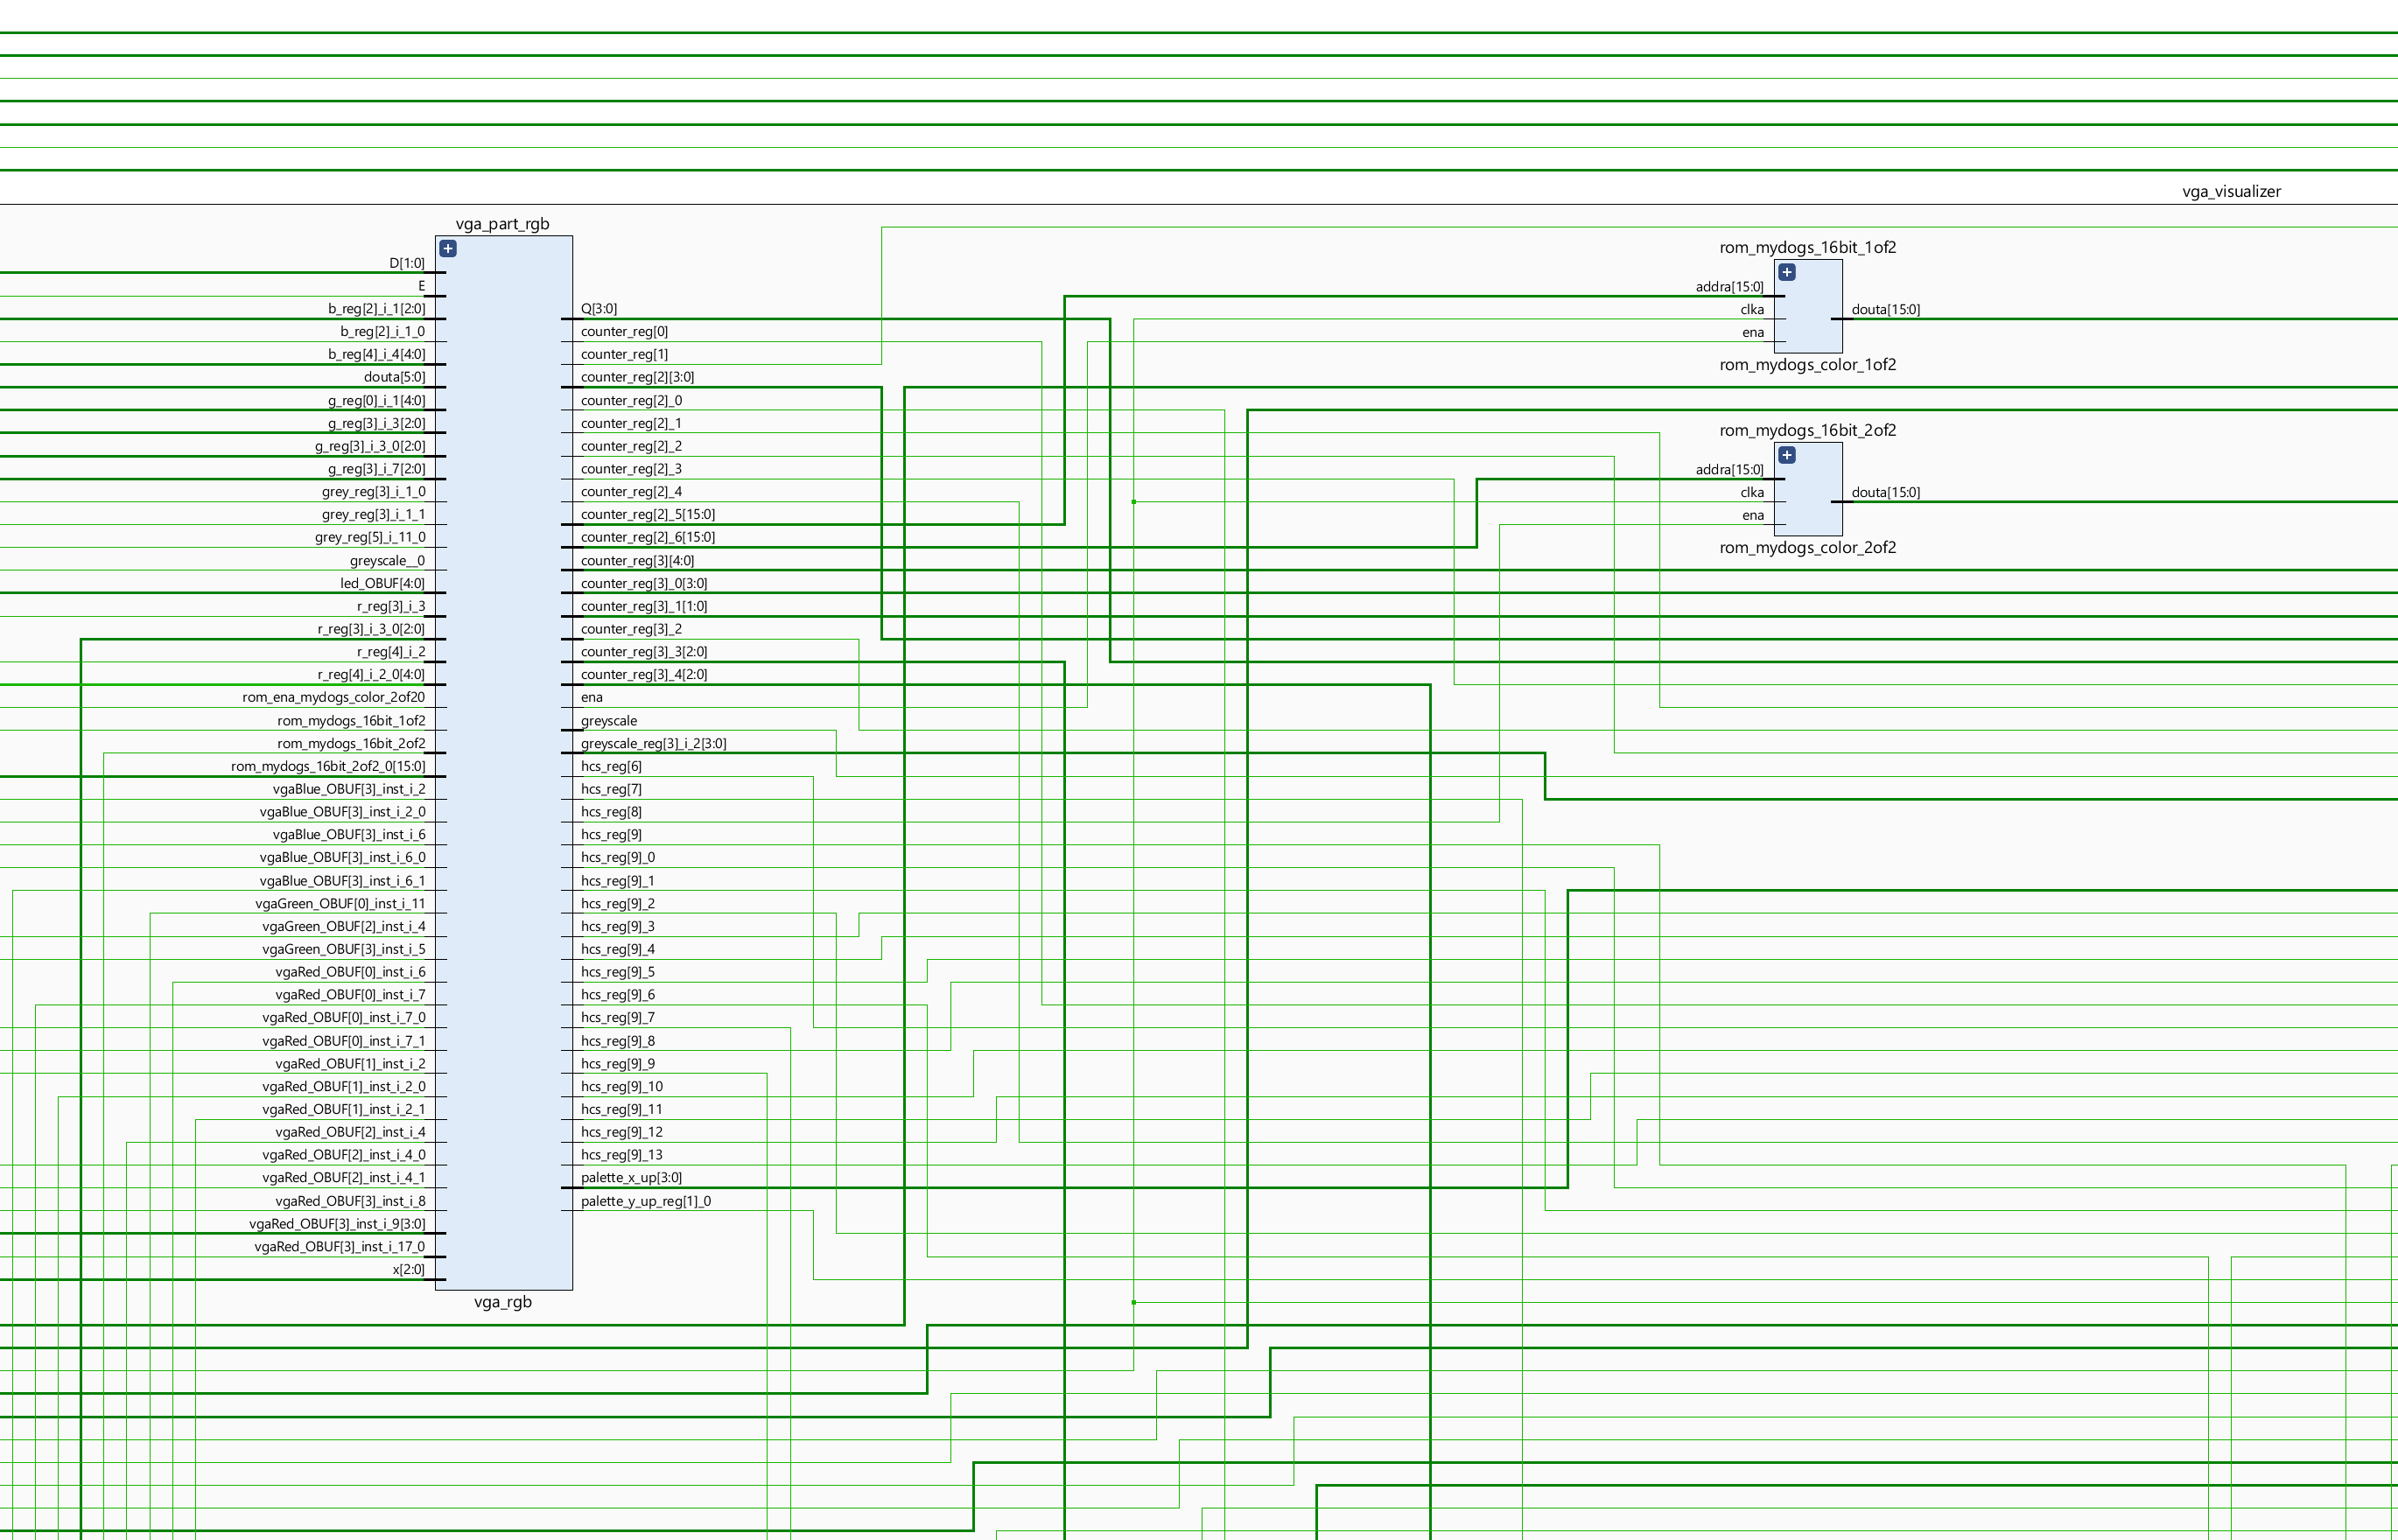 vga_visualizer
vga_part_rgb
D[1:0]
E
b_reg[2]_i_1[2:0]
b_reg[2]_i_1_0
b_reg[4]_i_4[4:0]
douta[5:0]
g_reg[0]_i_1[4:0]
g_reg[3]_i_3[2:0]
g_reg[3]_i_3_0[2:0]
g_reg[3]_i_7[2:0]
grey_reg[3]_i_1_0
grey_reg[3]_i_1_1
grey_reg[5]_i_11_0
greyscale__0
led_OBUF[4:0]
r_reg[3]_i_3
r_reg[3]_i_3_0[2:0]
r_reg[4]_i_2
r_reg[4]_i_2_0[4:0]
rom_ena_mydogs_color_2of20
rom_mydogs_16bit_1of2
rom_mydogs_16bit_2of2
rom_mydogs_16bit_2of2_0[15:0]
vgaBlue_OBUF[3]_inst_i_2
vgaBlue_OBUF[3]_inst_i_2_0
vgaBlue_OBUF[3]_inst_i_6
vgaBlue_OBUF[3]_inst_i_6_0
vgaBlue_OBUF[3]_inst_i_6_1
vgaGreen_OBUF[0]_inst_i_11
vgaGreen_OBUF[2]_inst_i_4
vgaGreen_OBUF[3]_inst_i_5
vgaRed_OBUF[0]_inst_i_6
vgaRed_OBUF[0]_inst_i_7
vgaRed_OBUF[0]_inst_i_7_0
vgaRed_OBUF[0]_inst_i_7_1
vgaRed_OBUF[1]_inst_i_2
vgaRed_OBUF[1]_inst_i_2_0
vgaRed_OBUF[1]_inst_i_2_1
vgaRed_OBUF[2]_inst_i_4
vgaRed_OBUF[2]_inst_i_4_0
vgaRed_OBUF[2]_inst_i_4_1
vgaRed_OBUF[3]_inst_i_8
vgaRed_OBUF[3]_inst_i_9[3:0]
vgaRed_OBUF[3]_inst_i_17_0
x[2:0]
Q[3:0]
counter_reg[0]
counter_reg[1]
counter_reg[2][3:0]
counter_reg[2]_0
counter_reg[2]_1
counter_reg[2]_2
counter_reg[2]_3
counter_reg[2]_4
counter_reg[2]_5[15:0]
counter_reg[2]_6[15:0]
counter_reg[3][4:0]
counter_reg[3]_0[3:0]
counter_reg[3]_1[1:0]
counter_reg[3]_2
counter_reg[3]_3[2:0]
counter_reg[3]_4[2:0]
ena
greyscale
greyscale_reg[3]_i_2[3:0]
hcs_reg[6]
hcs_reg[7]
hcs_reg[8]
hcs_reg[9]
hcs_reg[9]_0
hcs_reg[9]_1
hcs_reg[9]_2
hcs_reg[9]_3
hcs_reg[9]_4
hcs_reg[9]_5
hcs_reg[9]_6
hcs_reg[9]_7
hcs_reg[9]_8
hcs_reg[9]_9
hcs_reg[9]_10
hcs_reg[9]_11
hcs_reg[9]_12
hcs_reg[9]_13
palette_x_up[3:0]
palette_y_up_reg[1]_0
vga_rgb
rom_mydogs_16bit_1of2
addra[15:0]
clka
ena
douta[15:0]
rom_mydogs_color_1of2
rom_mydogs_16bit_2of2
addra[15:0]
clka
ena
douta[15:0]
rom_mydogs_color_2of2